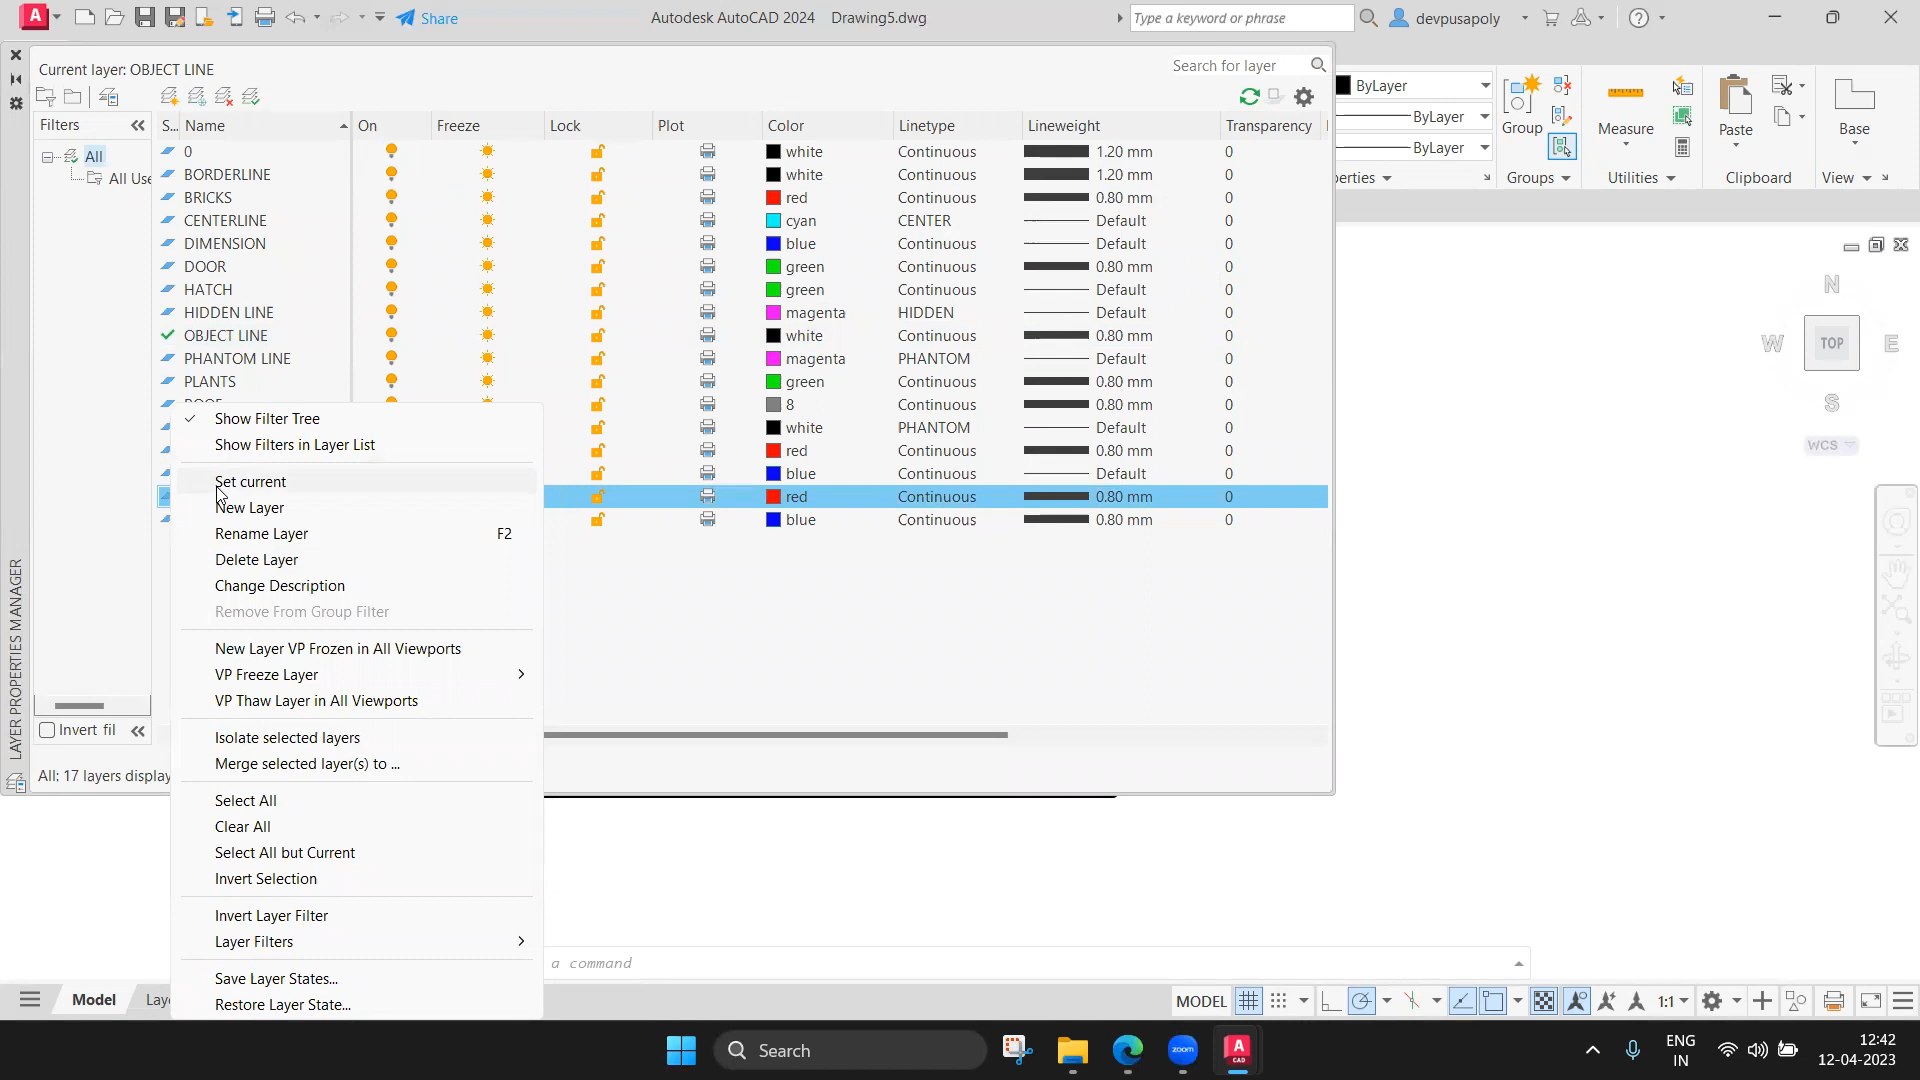 Share
Autodesk AutoCAD 2024 Drawing5.dwg
Type a keyword or phrase
devpusapoly
Current layer: OBJECT LINE
Search for layer
Filters
All
All Use
S.. Name On Freeze Lock Plot Color Linetype Lineweight Transparency
0 white Continuous 1.20 mm 0
BORDERLINE white Continuous 1.20 mm 0
BRICKS red Continuous 0.80 mm 0
CENTERLINE cyan CENTER Default 0
DIMENSION blue Continuous Default 0
DOOR green Continuous 0.80 mm 0
HATCH green Continuous Default 0
HIDDEN LINE magenta HIDDEN Default 0
OBJECT LINE white Continuous 0.80 mm 0
PHANTOM LINE magenta PHANTOM Default 0
PLANTS green Continuous 0.80 mm 0
8 Continuous 0.80 mm 0
white PHANTOM Default 0
red Continuous 0.80 mm 0
blue Continuous Default 0
red Continuous 0.80 mm 0
blue Continuous 0.80 mm 0
Show Filter Tree
Show Filters in Layer List
Set current
New Layer
Rename Layer F2
Delete Layer
Change Description
Remove From Group Filter
New Layer VP Frozen in All Viewports
VP Freeze Layer
VP Thaw Layer in All Viewports
Isolate selected layers
Merge selected layer(s) to ...
Select All
Clear All
Select All but Current
Invert Selection
Invert Layer Filter
Layer Filters
Save Layer States...
Restore Layer State...
Invert fil
All: 17 layers display
LAYER PROPERTIES MANAGER
ByLayer
ByLayer
ByLayer
erties
Group
Groups
Measure
Utilities
Paste
Clipboard
Base
View
N
W TOP E
S
WCS
a command
Model Lay
MODEL
1:1
Search
zoom
A
CAD
ENG
IN
12:42
12-04-2023